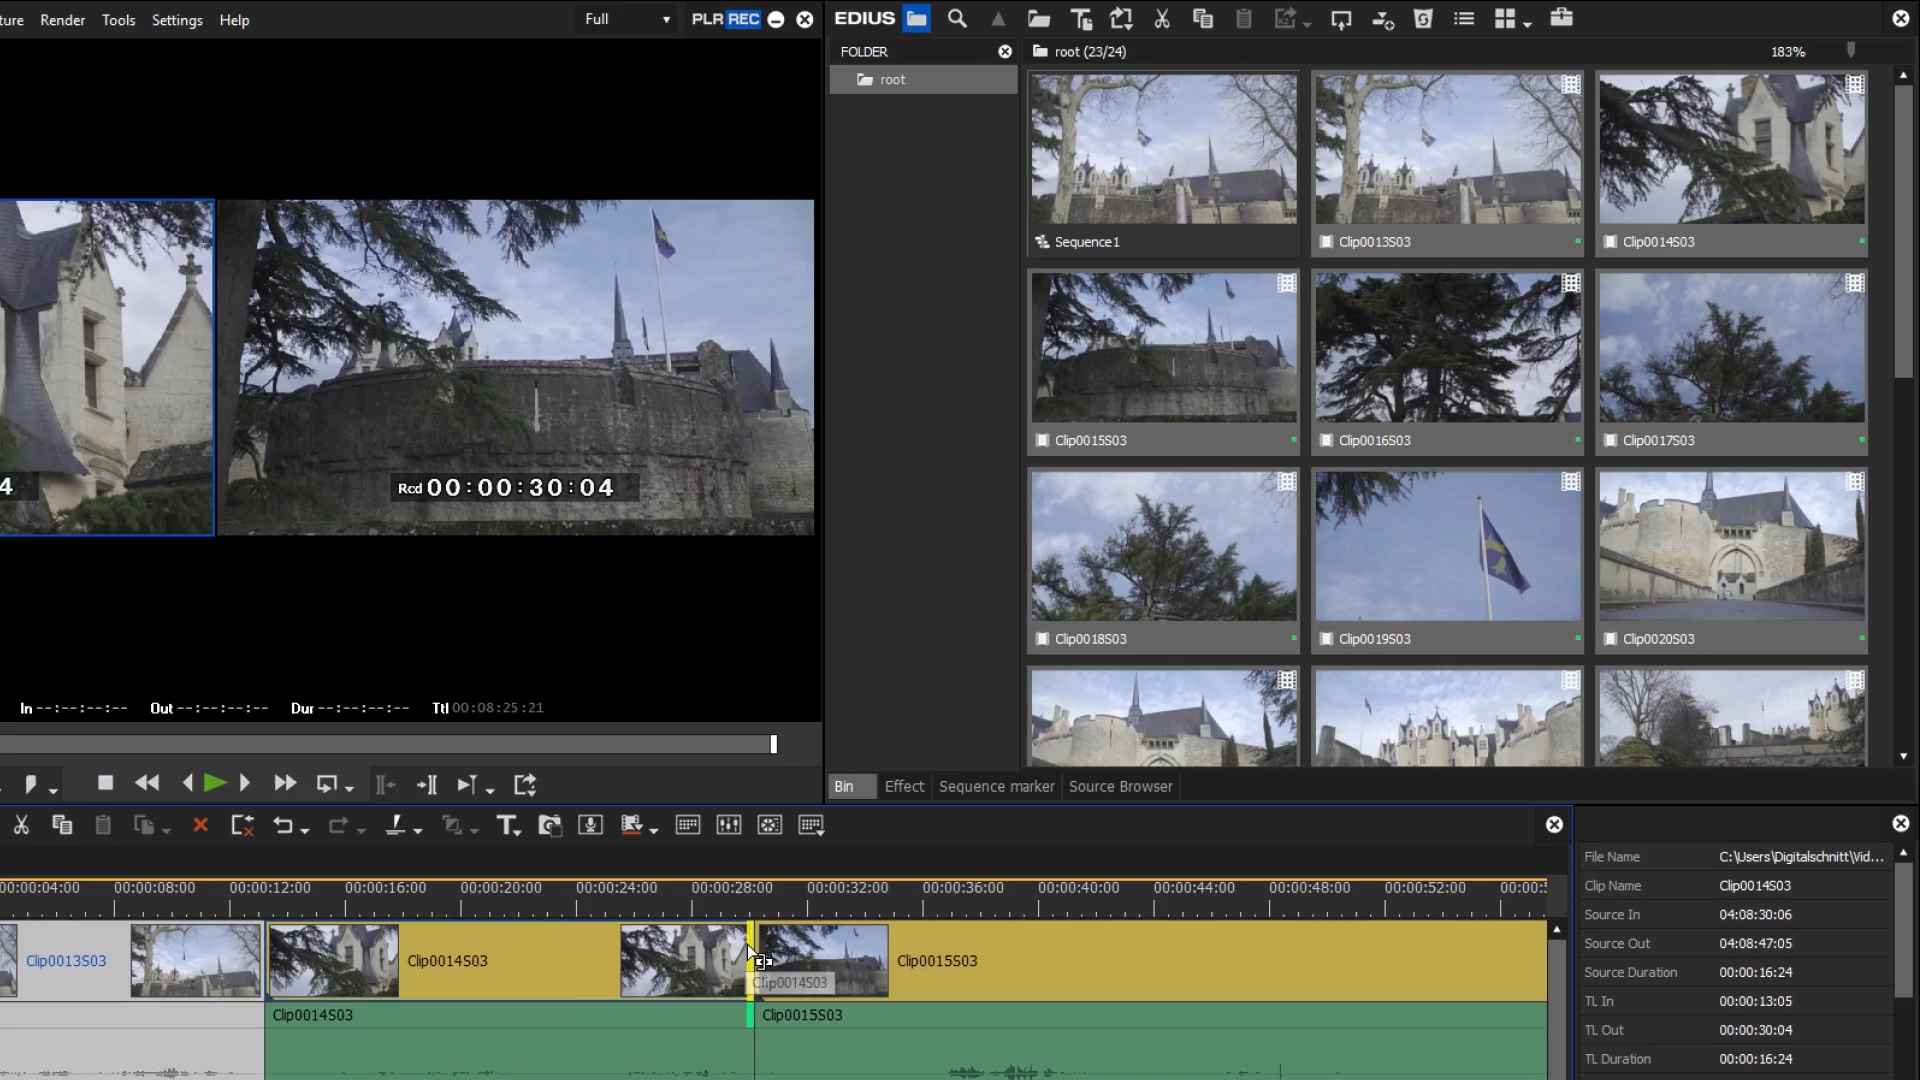 ture Render Tools Settings Help
Full
PLR REC
EDIUS
FOLDER
root
root (23/24)
183%
Sequence1
Clip0013S03
Clip0014S03
Clip0015S03
Clip0016S03
Clip0017S03
Clip0018S03
Clip0019S03
Clip0020S03
4
Rcd 00:00:30:04
In --:--:--:-- Out --:--:--:-- Dur --:--:--:-- Ttl 00:08:25:21
Bin Effect Sequence marker Source Browser
00:00:04:00 00:00:08:00 00:00:12:00 00:00:16:00 00:00:20:00 00:00:24:00 00:00:28:00 00:00:32:00 00:00:36:00 00:00:40:00 00:00:44:00 00:00:48:00 00:00:52:00 00:00:5
Clip0013S03 Clip0014S03 Clip0015S03
Clip0014S03
Clip0014S03 Clip0015S03
File Name C:\Users\Digitalschnitt\Vid...
Clip Name Clip0014S03
Source In 04:08:30:06
Source Out 04:08:47:05
Source Duration 00:00:16:24
TL In 00:00:13:05
TL Out 00:00:30:04
TL Duration 00:00:16:24